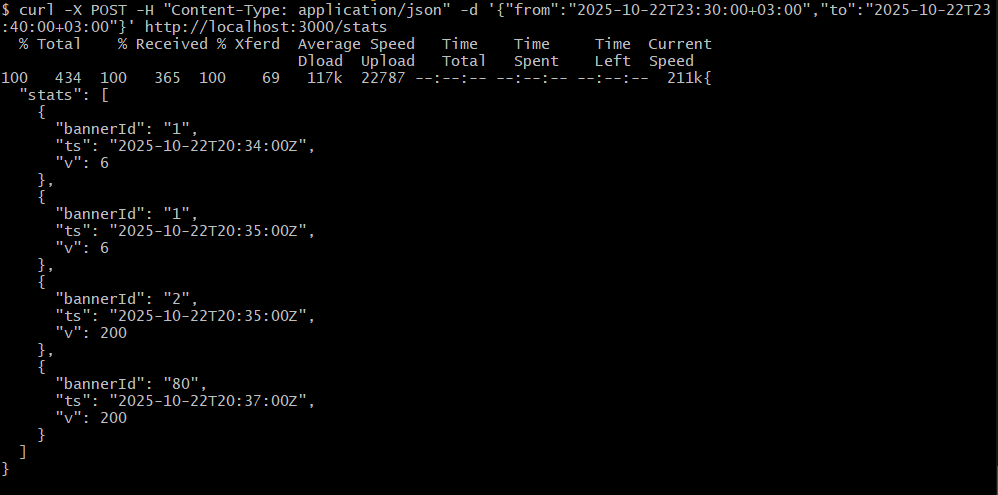 $ curl -X POST -H "Content-Type: application/json" -d '{"from":"2025-10-22T23:30:00+03:00","to":"2025-10-22T23
:40:00+03:00"}' http://localhost:3000/stats
  % Total    % Received % Xferd  Average Speed   Time    Time     Time  Current
                                 Dload  Upload   Total   Spent    Left  Speed
100   434  100   365  100    69   117k  22787 --:--:-- --:--:-- --:--:--  211k{
  "stats": [
    {
      "bannerId": "1",
      "ts": "2025-10-22T20:34:00Z",
      "v": 6
    },
    {
      "bannerId": "1",
      "ts": "2025-10-22T20:35:00Z",
      "v": 6
    },
    {
      "bannerId": "2",
      "ts": "2025-10-22T20:35:00Z",
      "v": 200
    },
    {
      "bannerId": "80",
      "ts": "2025-10-22T20:37:00Z",
      "v": 200
    }
  ]
}